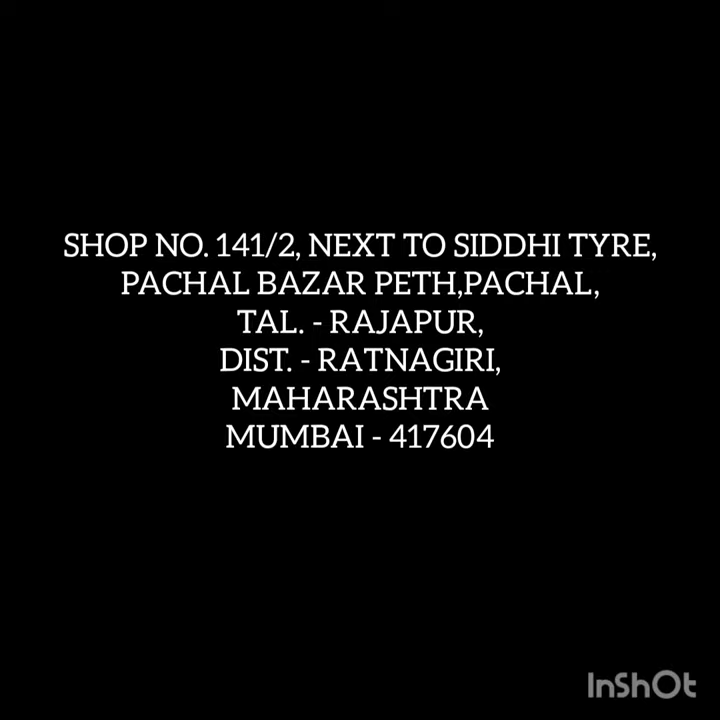 SHOP NO. 141/2, NEXT TO SIDDHI TYRE,
PACHAL BAZAR PETH,PACHAL,
TAL. - RAJAPUR,
DIST. - RATNAGIRI,
MAHARASHTRA
MUMBAI - 417604
InShOt